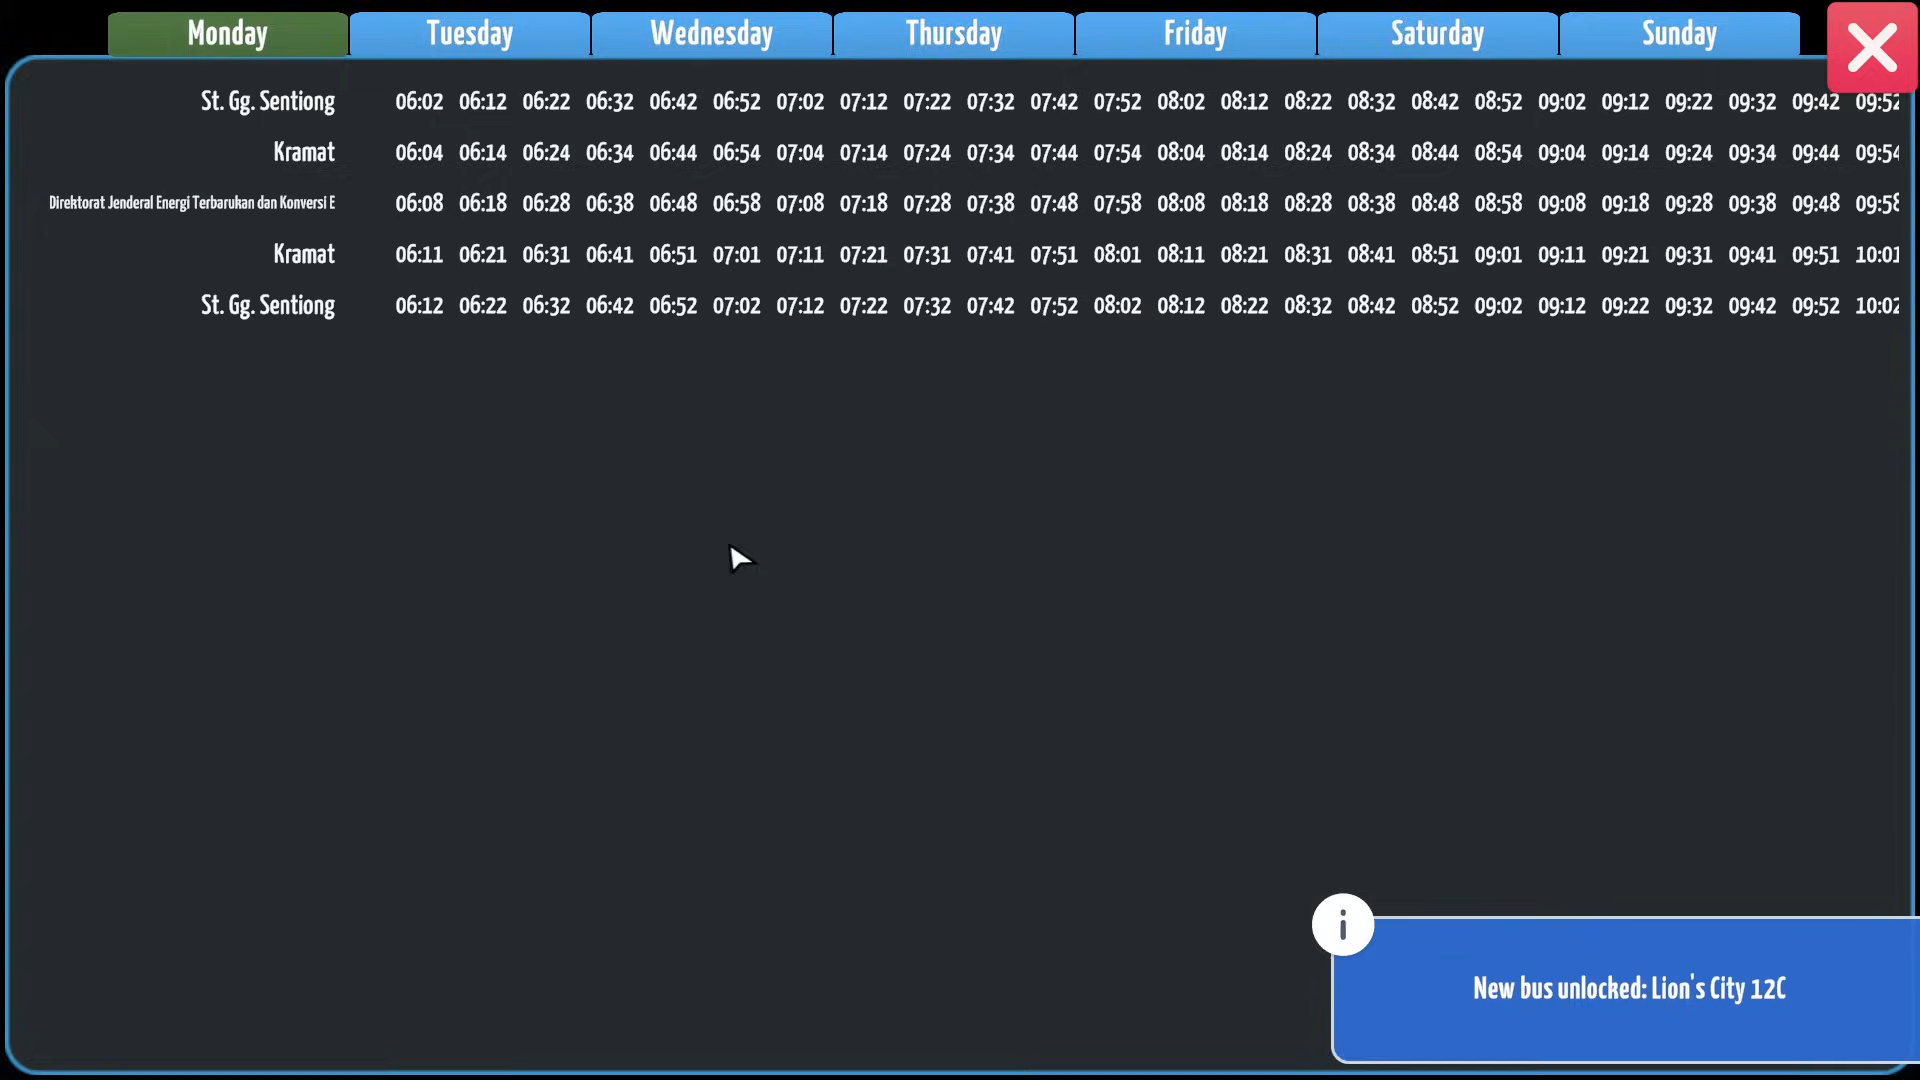 Monday Tuesday Wednesday Thursday Friday Saturday Sunday
St. Gg. Sentiong 06:02 06:12 06:22 06:32 06:42 06:52 07:02 07:12 07:22 07:32 07:42 07:52 08:02 08:12 08:22 08:32 08:42 08:52 09:02 09:12 09:22 09:32 09:42 09:52
Kramat 06:04 06:14 06:24 06:34 06:44 06:54 07:04 07:14 07:24 07:34 07:44 07:54 08:04 08:14 08:24 08:34 08:44 08:54 09:04 09:14 09:24 09:34 09:44 09:54
Direktorat Jenderal Energi Terbarukan dan Konversi E 06:08 06:18 06:28 06:38 06:48 06:58 07:08 07:18 07:28 07:38 07:48 07:58 08:08 08:18 08:28 08:38 08:48 08:58 09:08 09:18 09:28 09:38 09:48 09:58
Kramat 06:11 06:21 06:31 06:41 06:51 07:01 07:11 07:21 07:31 07:41 07:51 08:01 08:11 08:21 08:31 08:41 08:51 09:01 09:11 09:21 09:31 09:41 09:51 10:01
St. Gg. Sentiong 06:12 06:22 06:32 06:42 06:52 07:02 07:12 07:22 07:32 07:42 07:52 08:02 08:12 08:22 08:32 08:42 08:52 09:02 09:12 09:22 09:32 09:42 09:52 10:02
i
New bus unlocked: Lion's City 12C